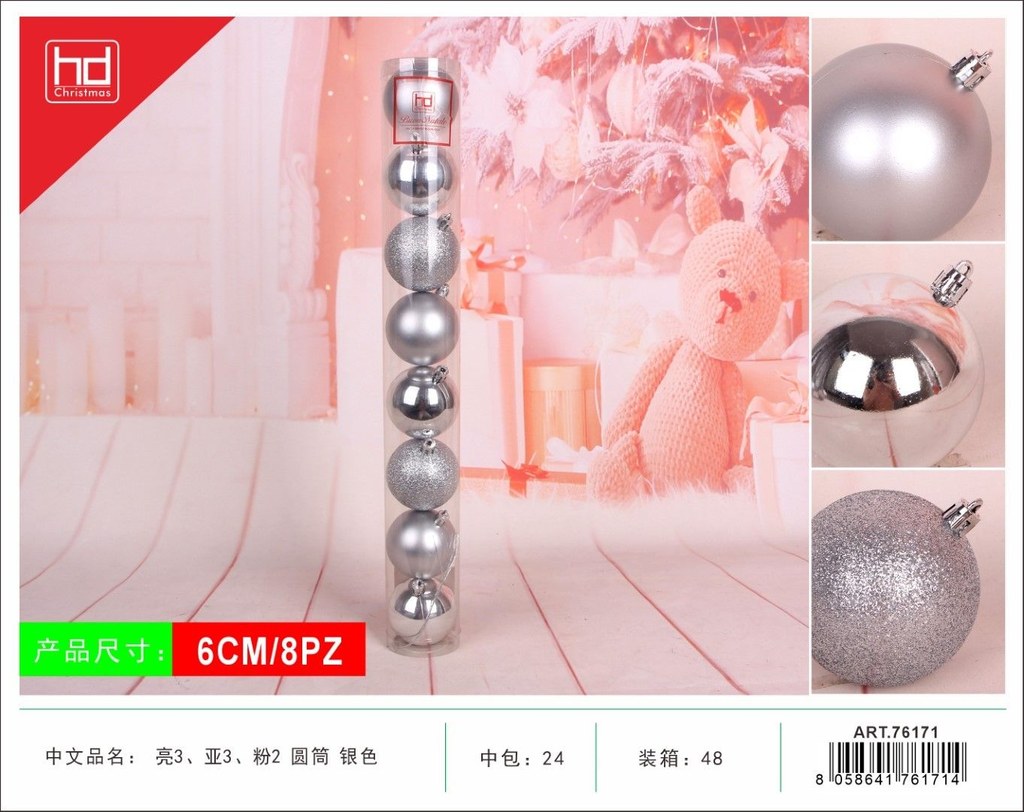 hd
Christmas
hd
产品尺寸：
6CM/8PZ
中文品名： 亮3、亚3、粉2 圆筒 银色
中包：24
装箱：48
ART.76171
8 058641 761714